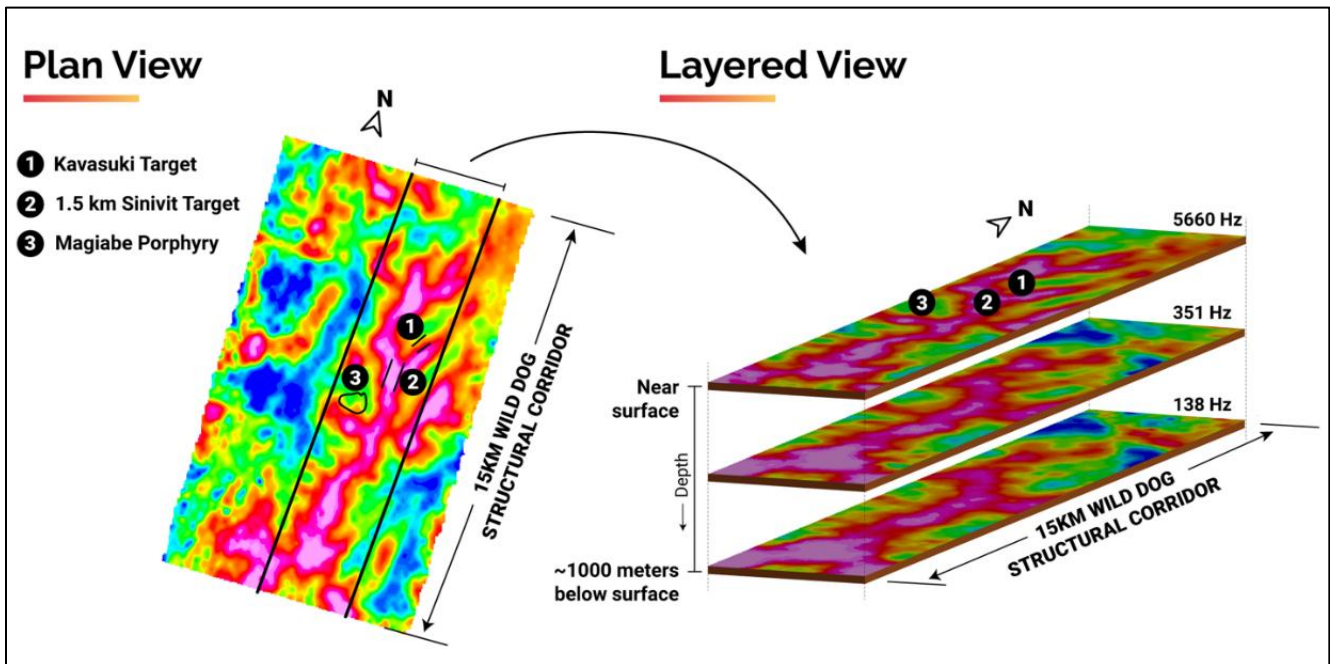 Plan View
N
1 Kavasuki Target
2 1.5 km Sinivit Target
3 Magiabe Porphyry
1
2
3
15KM WILD DOG
STRUCTURAL CORRIDOR
Layered View
N
5660 Hz
1
2
3
351 Hz
138 Hz
Near
surface
Depth
~1000 meters
below surface
15KM WILD DOG
STRUCTURAL CORRIDOR